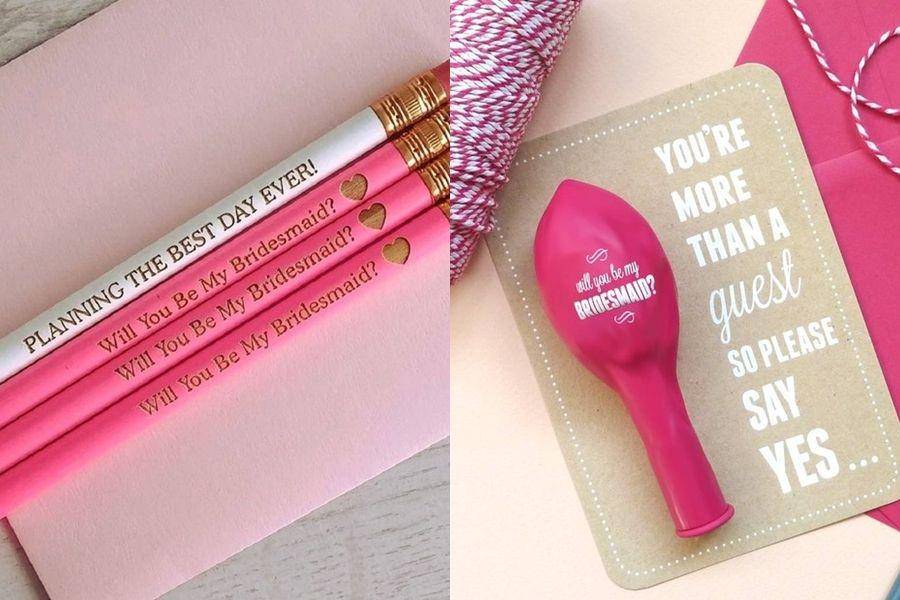 PLANNING THE BEST DAY EVER!
Will You Be My Bridesmaid?
Will You Be My Bridesmaid?
Will You Be My Bridesmaid?
will you be my
BRIDESMAID?
YOU'RE
MORE
THAN A
guest
SO PLEASE
SAY
YES...